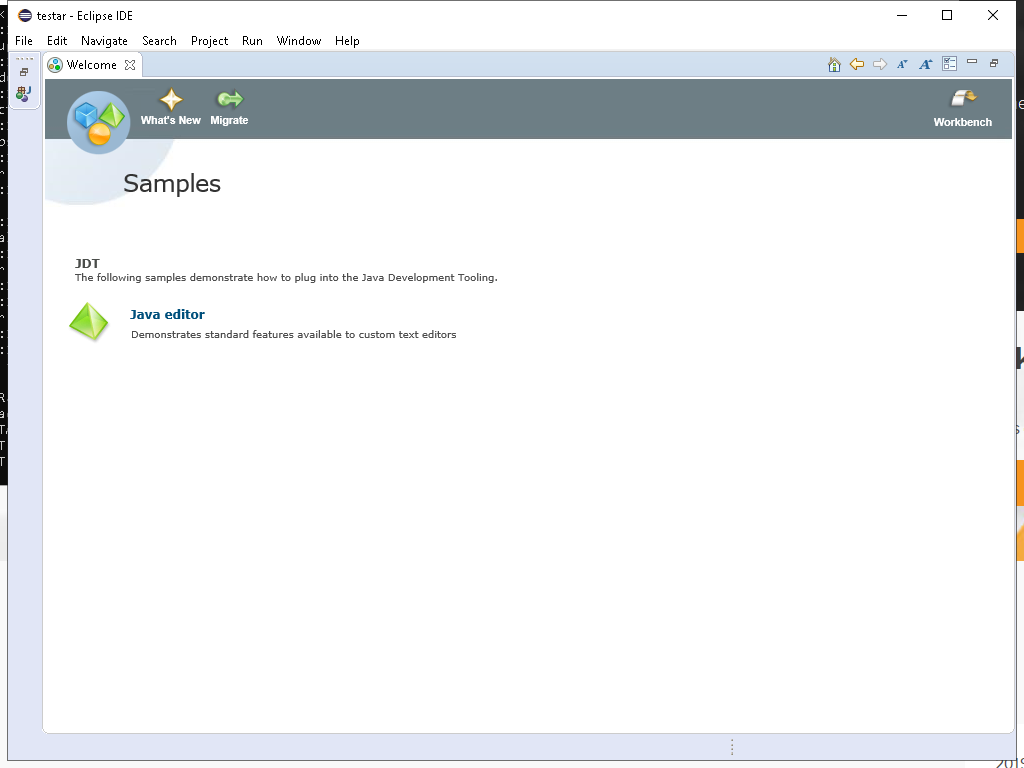 testar - Eclipse IDE
File Edit Navigate Search Project Run Window Help
Welcome
What's New Migrate Workbench
Samples
JDT
The following samples demonstrate how to plug into the Java Development Tooling.
Java editor
Demonstrates standard features available to custom text editors